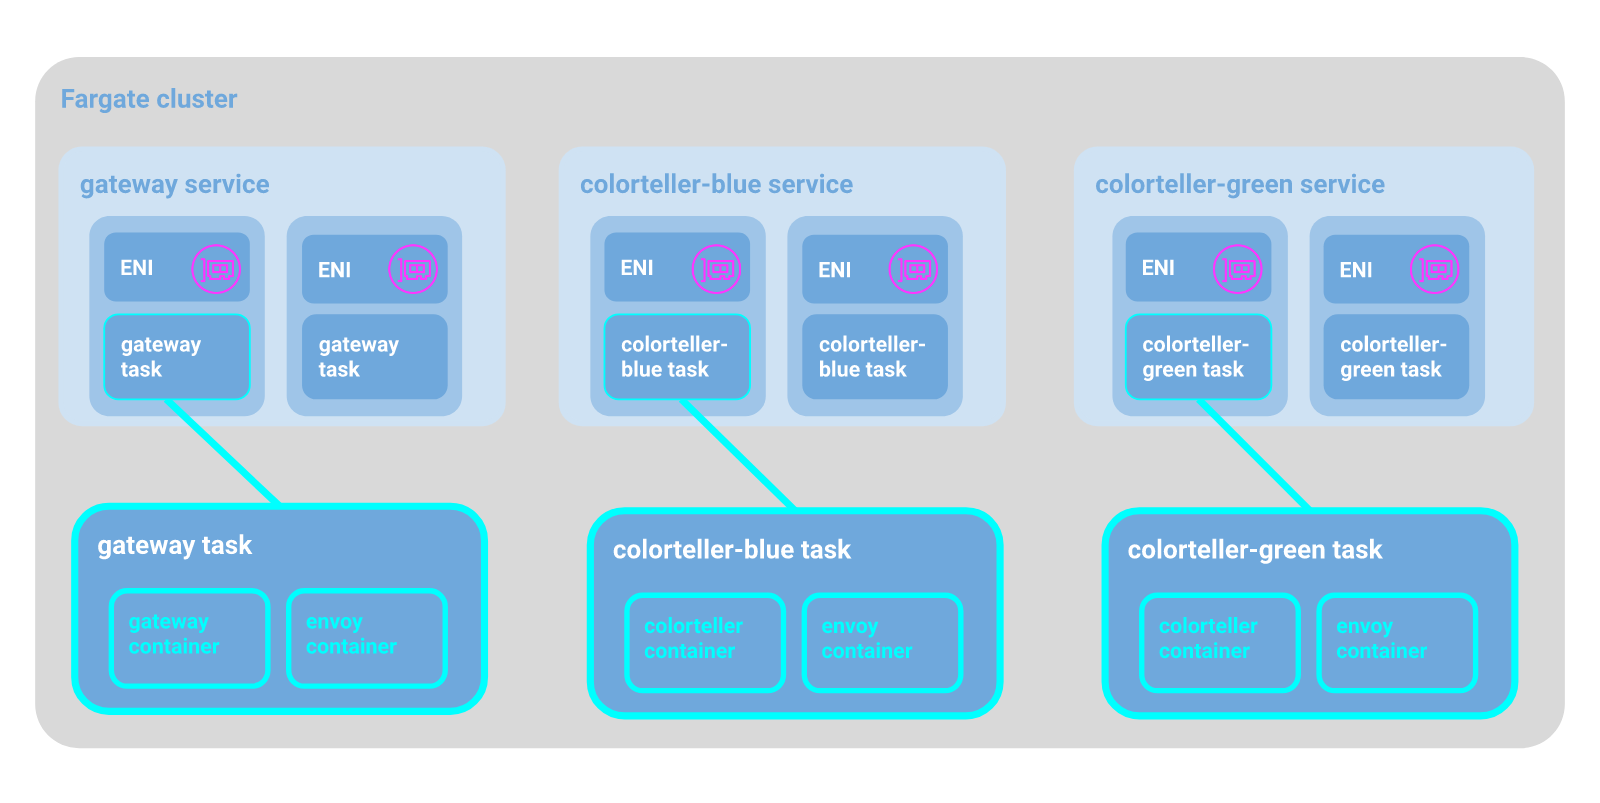 Fargate cluster
gateway service
ENI
gateway
task
ENI
gateway
task
colorteller-blue service
ENI
colorteller-
blue task
ENI
colorteller-
blue task
colorteller-green service
ENI
colorteller-
green task
ENI
colorteller-
green task
gateway task
gateway
container
envoy
container
colorteller-blue task
colorteller
container
envoy
container
colorteller-green task
colorteller
container
envoy
container